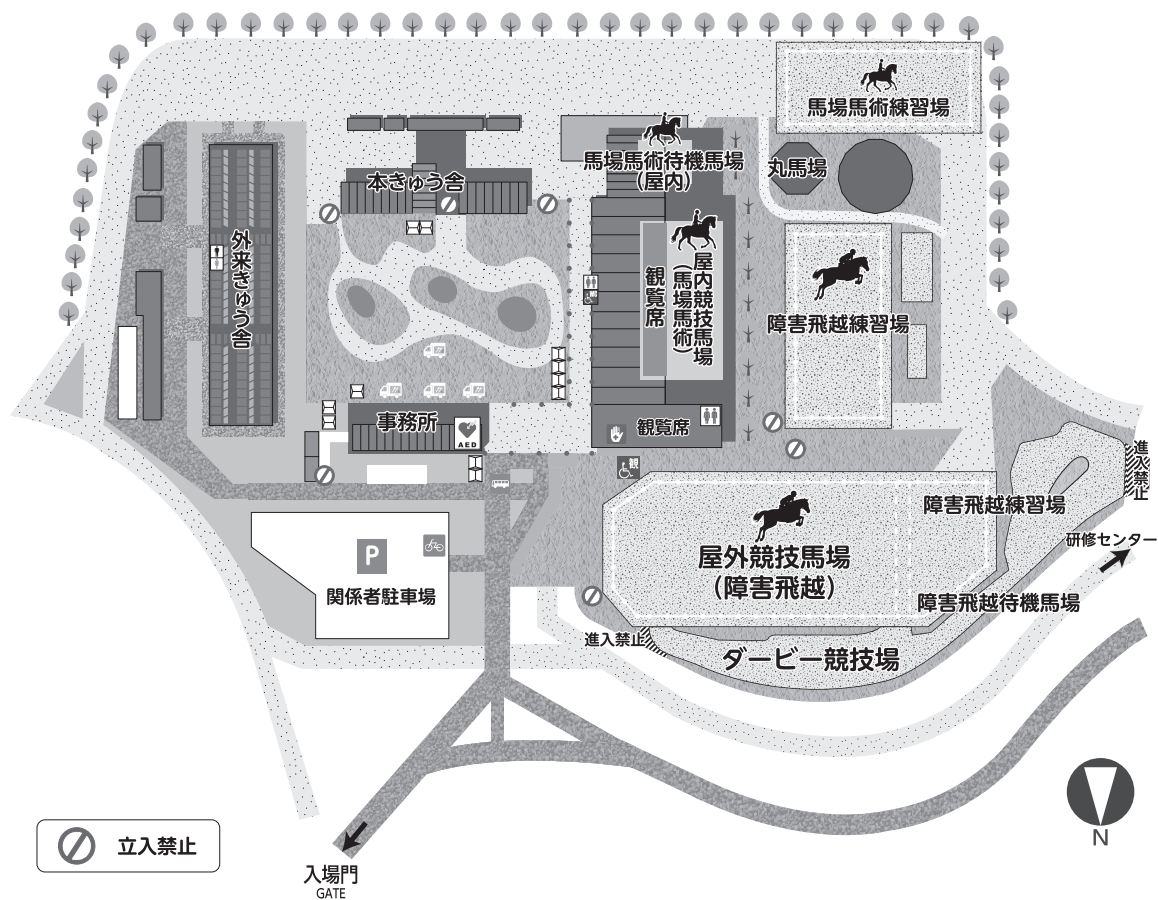 馬場馬術練習場
馬場馬術待機馬場
（屋内）
丸馬場
本きゅう舎
外来きゅう舎
観覧席
屋内競技馬場
（馬場馬術）
障害飛越練習場
事務所
AED
観覧席
観
進入禁止
障害飛越練習場
研修センター
屋外競技馬場
（障害飛越）
P
関係者駐車場
障害飛越待機馬場
進入禁止
ダービー競技場
N
立入禁止
入場門
GATE